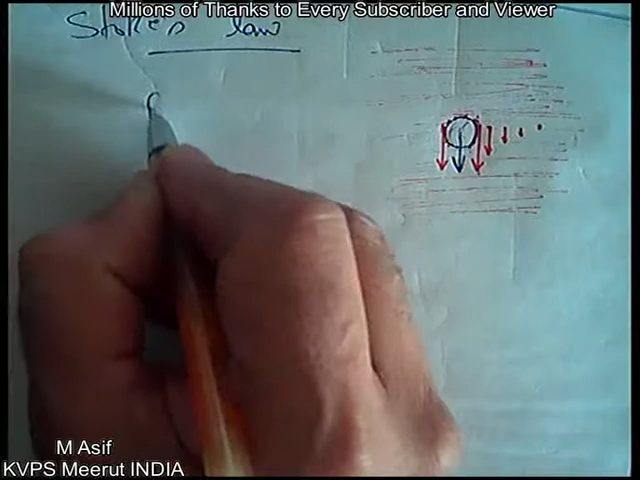 Millions of Thanks to Every Subscriber and Viewer
Stokes law
M Asif
KVPS Meerut INDIA